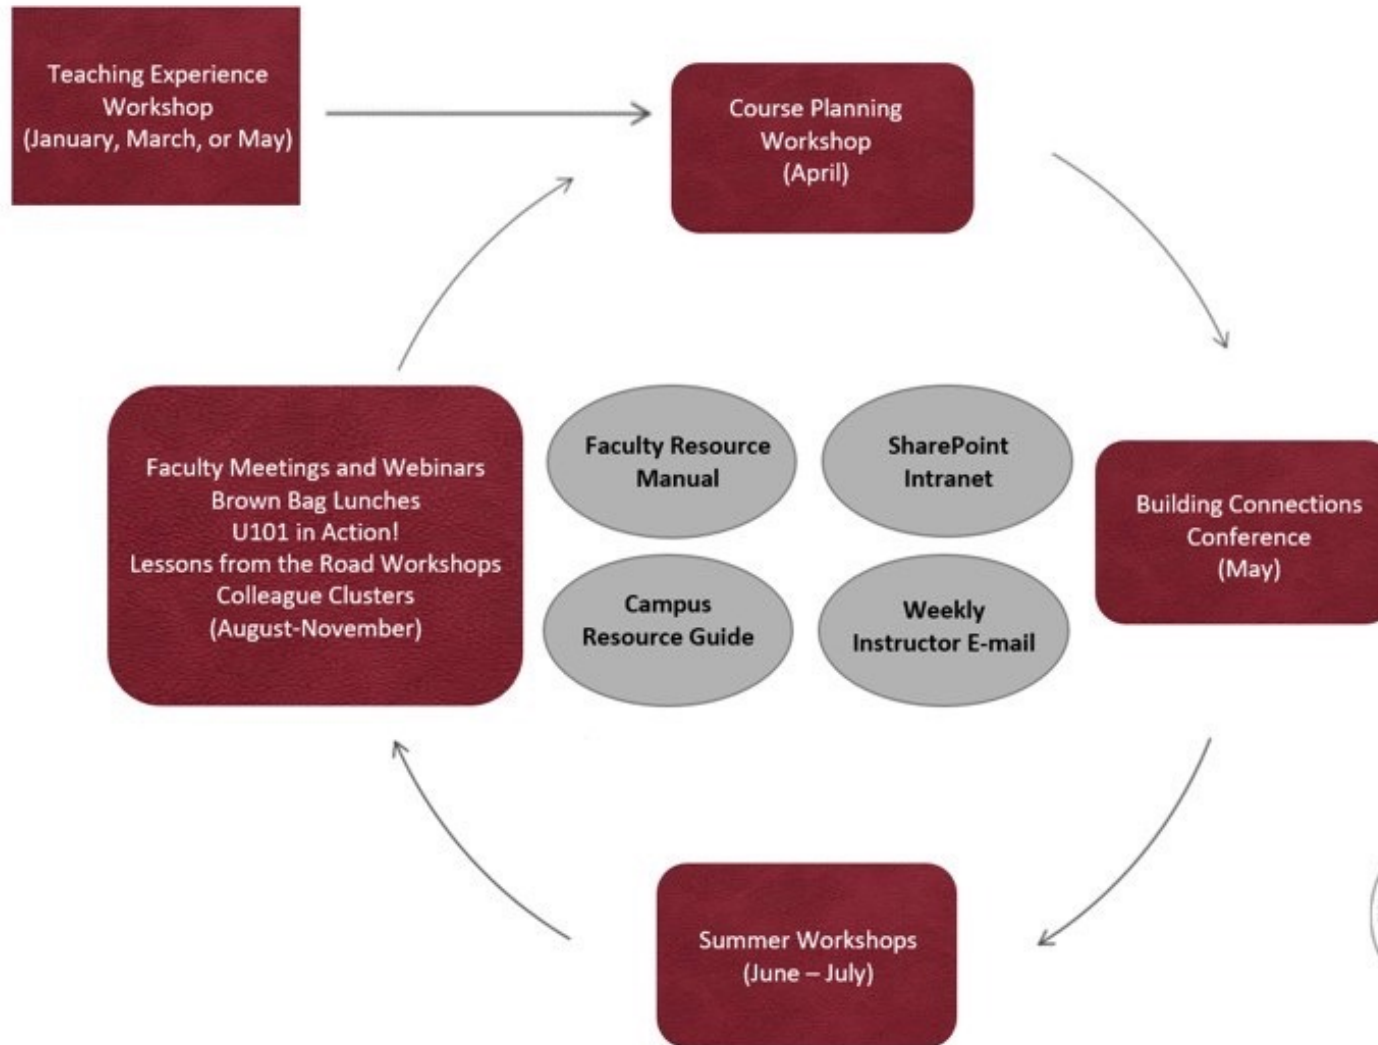 Teaching Experience
Workshop
(January, March, or May)
Course Planning
Workshop
(April)
Faculty Meetings and Webinars
Brown Bag Lunches
U101 in Action!
Lessons from the Road Workshops
Colleague Clusters
(August-November)
Faculty Resource
Manual
SharePoint
Intranet
Campus
Resource Guide
Weekly
Instructor E-mail
Building Connections
Conference
(May)
Summer Workshops
(June – July)